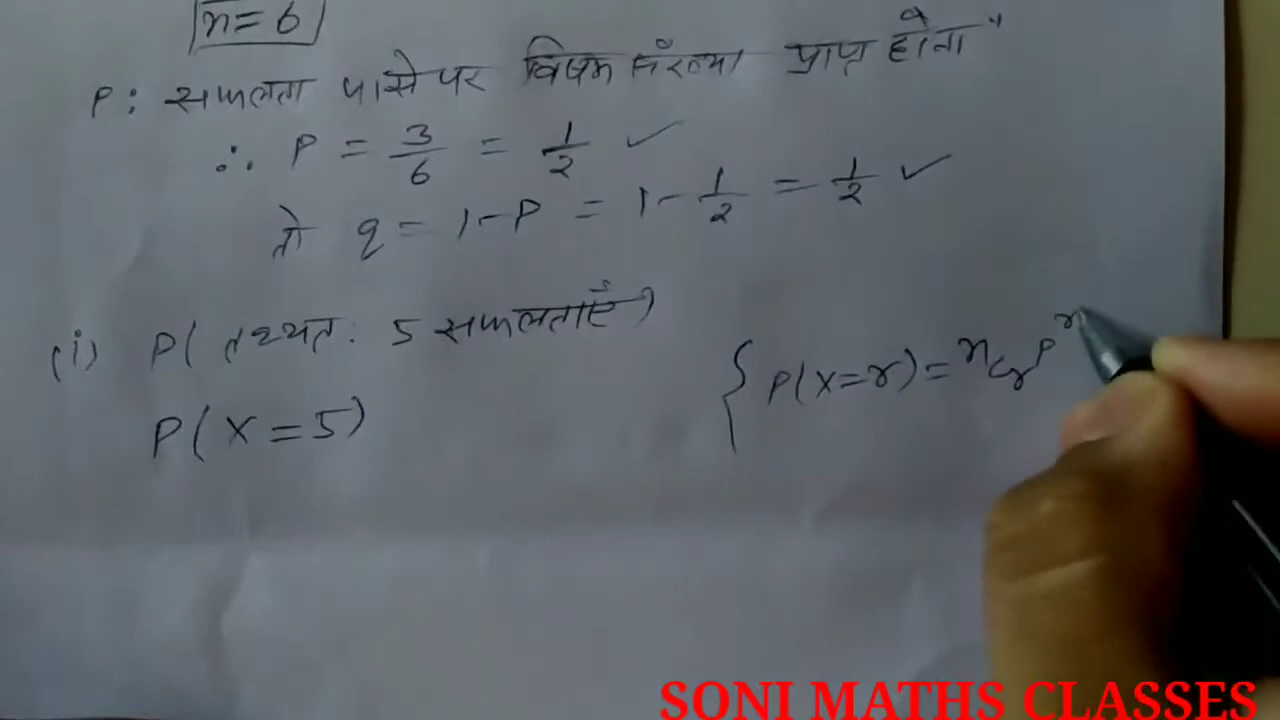 n = 6
P : सफलता पासे पर विषम संख्या प्राप्त होना"
∴ P = 3/6 = 1/2 ✓
तो q = 1 - P = 1 - 1/2 = 1/2 ✓
(i) P( तथ्यत: 5 सफलताएँ)
{ P(X=r) = ⁿCᵣ P
P(X=5)
SONI MATHS CLASSES